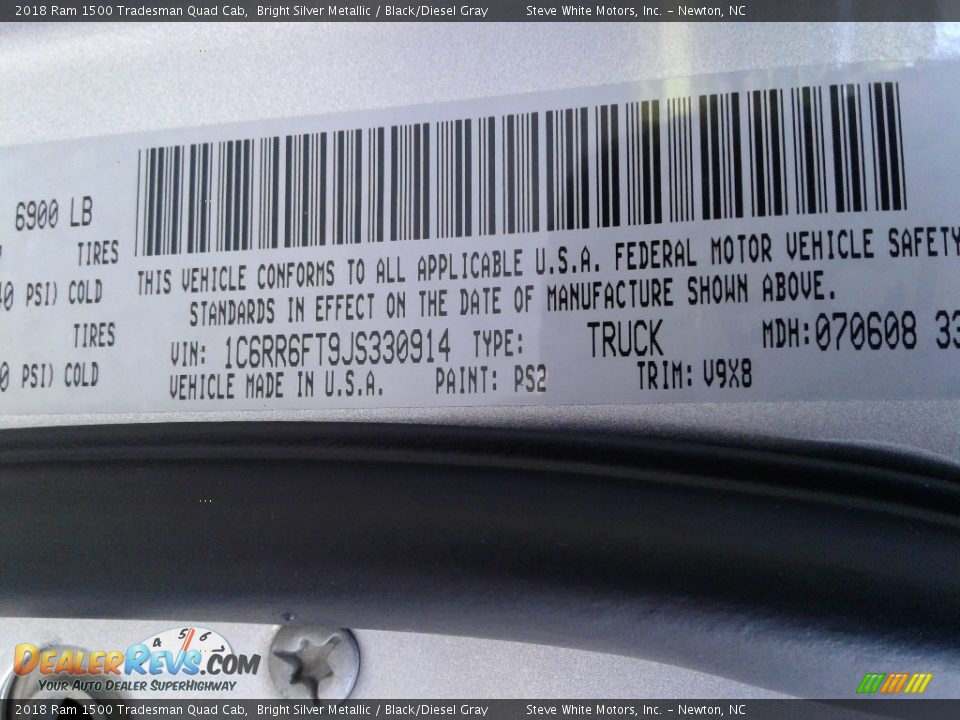 2018 Ram 1500 Tradesman Quad Cab, Bright Silver Metallic / Black/Diesel Gray Steve White Motors, Inc. - Newton, NC
6900 LB
TIRES
THIS VEHICLE CONFORMS TO ALL APPLICABLE U.S.A. FEDERAL MOTOR VEHICLE SAFETY
PSI) COLD
STANDARDS IN EFFECT ON THE DATE OF MANUFACTURE SHOWN ABOVE.
TIRES
VIN: 1C6RR6FT9JS330914 TYPE: TRUCK MDH:070608 33
PSI) COLD
VEHICLE MADE IN U.S.A. PAINT: PS2 TRIM: V9X8
4 5 6
DEALERREVS.COM
YOUR AUTO DEALER SUPERHIGHWAY
2018 Ram 1500 Tradesman Quad Cab, Bright Silver Metallic / Black/Diesel Gray Steve White Motors, Inc. - Newton, NC